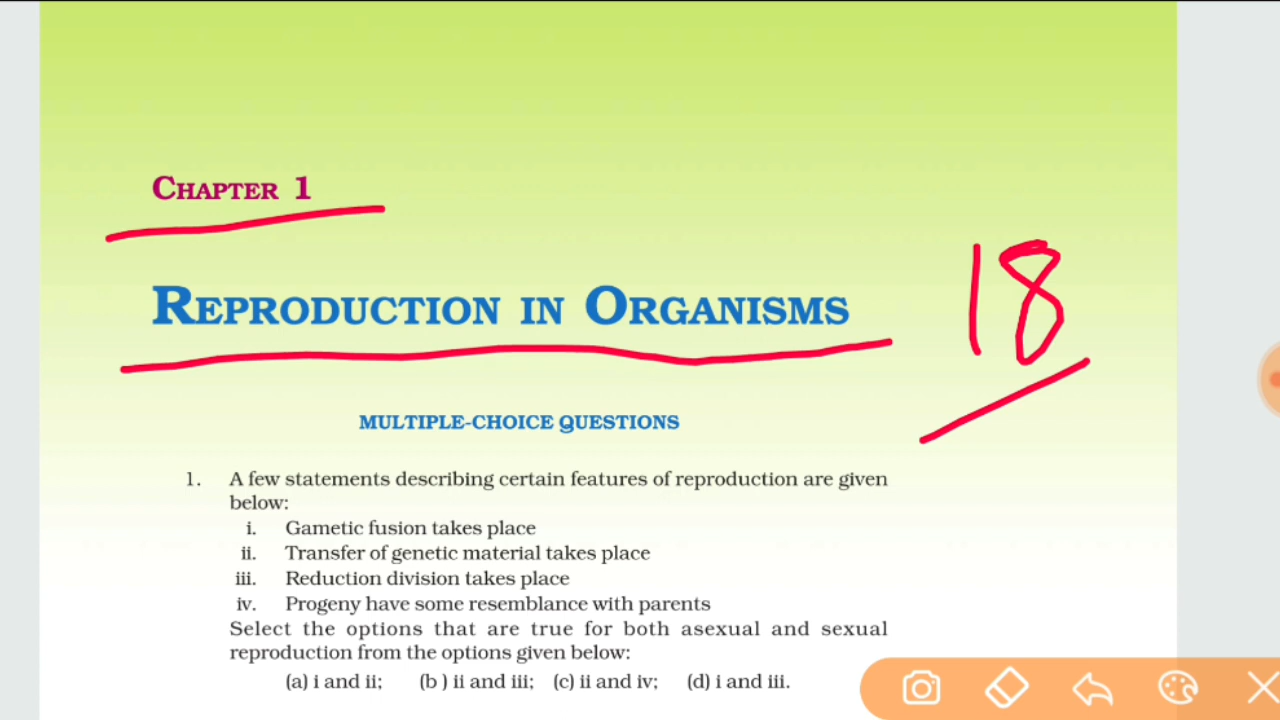 CHAPTER 1
REPRODUCTION IN ORGANISMS
18
MULTIPLE-CHOICE QUESTIONS
1. A few statements describing certain features of reproduction are given
below:
i. Gametic fusion takes place
ii. Transfer of genetic material takes place
iii. Reduction division takes place
iv. Progeny have some resemblance with parents
Select the options that are true for both asexual and sexual
reproduction from the options given below:
(a) i and ii; (b ) ii and iii; (c) ii and iv; (d) i and iii.